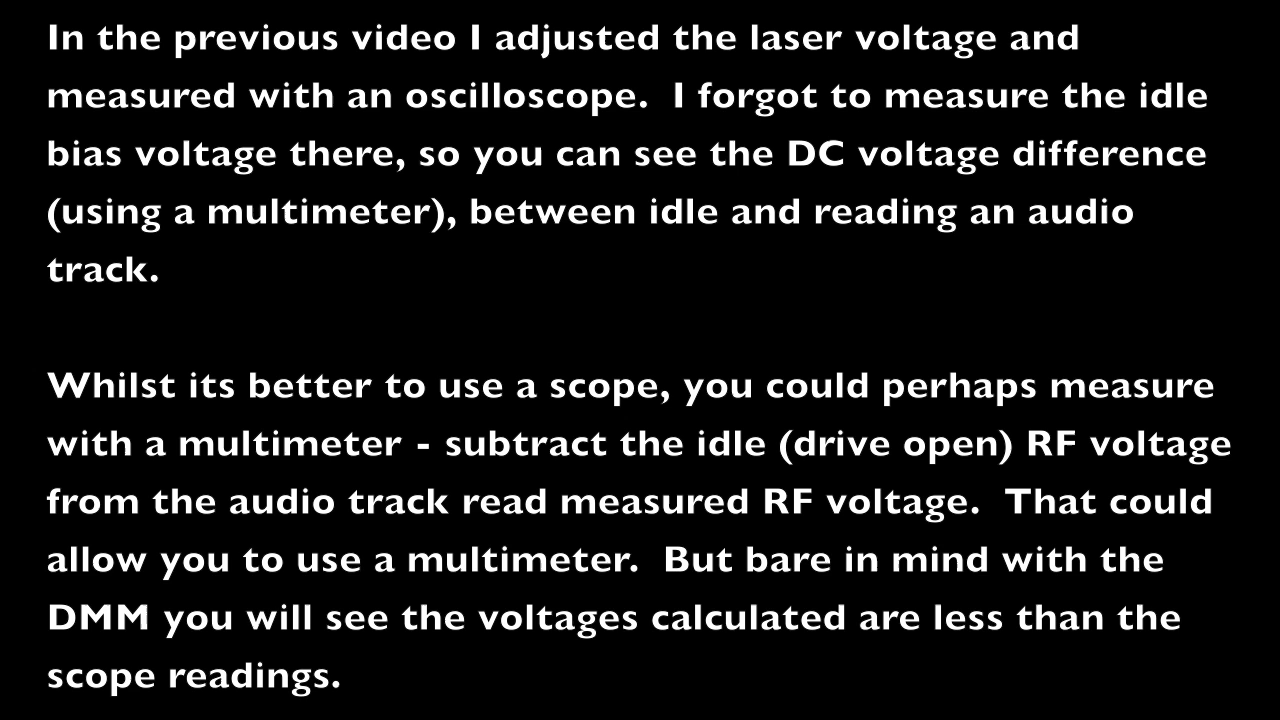 In the previous video I adjusted the laser voltage and
measured with an oscilloscope.  I forgot to measure the idle
bias voltage there, so you can see the DC voltage difference
(using a multimeter), between idle and reading an audio
track.
Whilst its better to use a scope, you could perhaps measure
with a multimeter - subtract the idle (drive open) RF voltage
from the audio track read measured RF voltage.  That could
allow you to use a multimeter.  But bare in mind with the
DMM you will see the voltages calculated are less than the
scope readings.